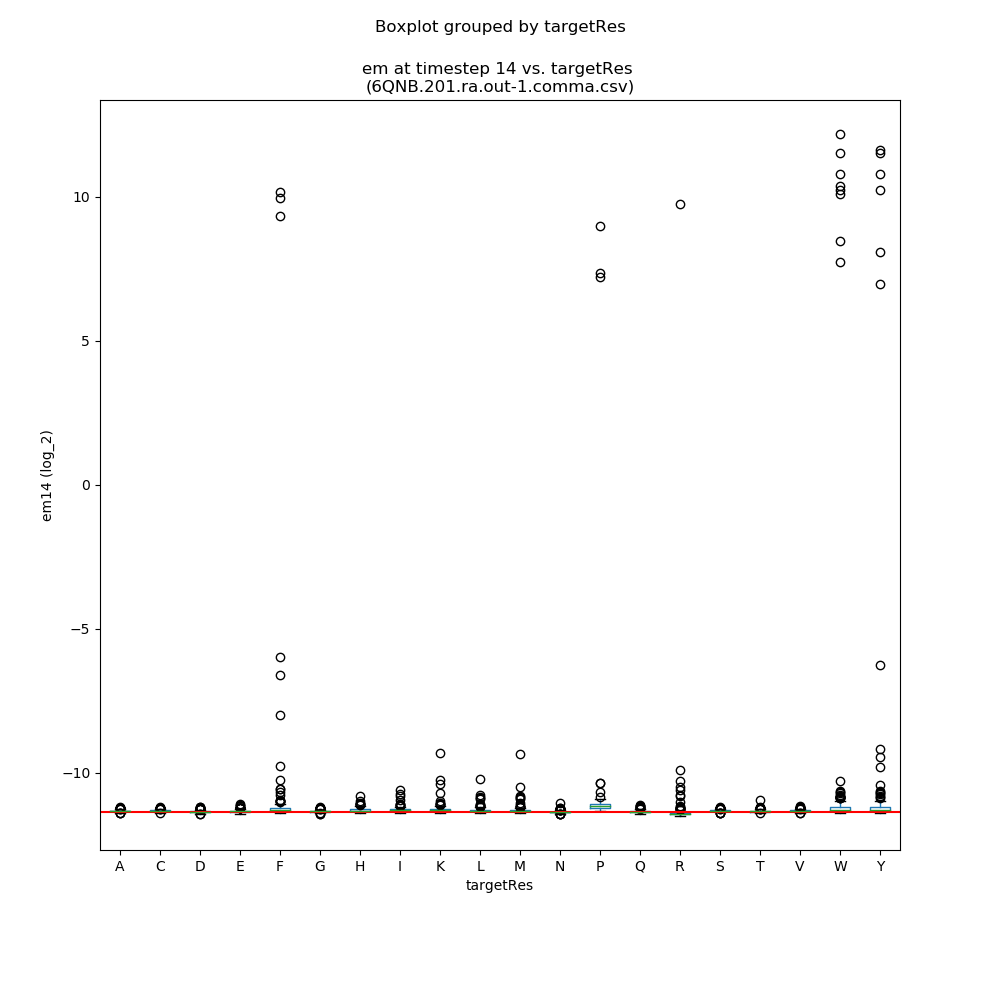 Boxplot grouped by targetRes
em at timestep 14 vs. targetRes
(6QNB.201.ra.out-1.comma.csv)
10
5
0
−5
−10
em14 (log_2)
A C D E F G H I K L M N P Q R S T V W Y
targetRes